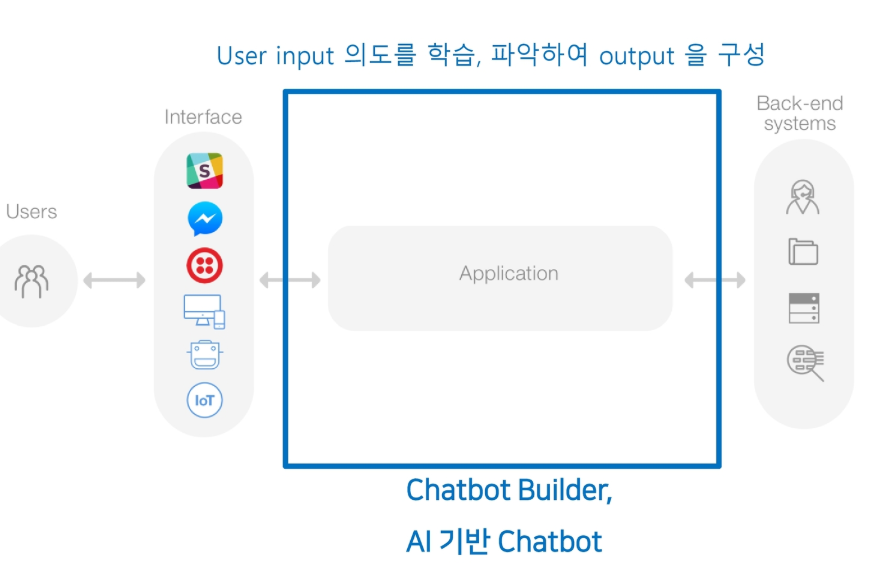 User input 의도를 학습, 파악하여 output 을 구성
Back-end
systems
Interface
Users
S
Application
IoT
Chatbot Builder,
AI 기반 Chatbot